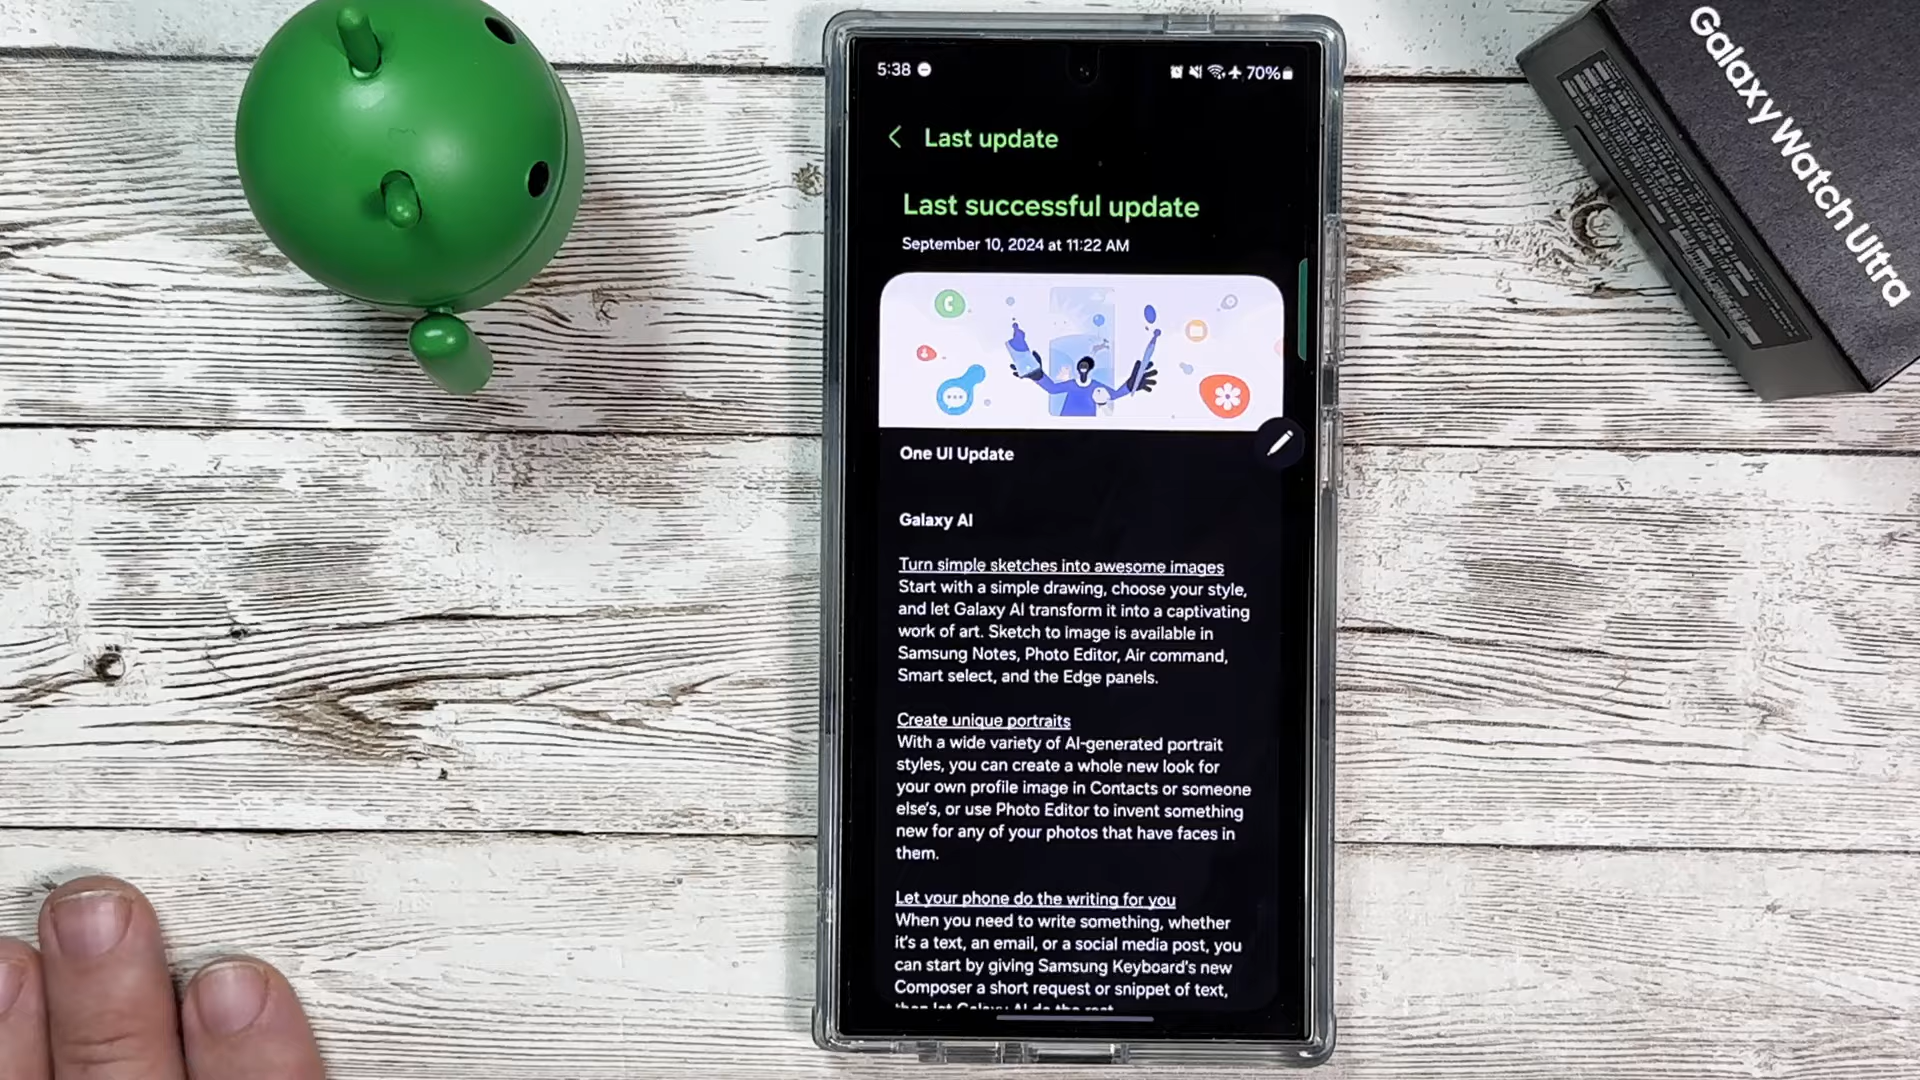 5:38
70%
Last update
Last successful update
September 10, 2024 at 11:22 AM
One UI Update
Galaxy AI
Turn simple sketches into awesome images
Start with a simple drawing, choose your style,
and let Galaxy AI transform it into a captivating
work of art. Sketch to image is available in
Samsung Notes, Photo Editor, Air command,
Smart select, and the Edge panels.
Create unique portraits
With a wide variety of AI-generated portrait
styles, you can create a whole new look for
your own profile image in Contacts or someone
else's, or use Photo Editor to invent something
new for any of your photos that have faces in
them.
Let your phone do the writing for you
When you need to write something, whether
it's a text, an email, or a social media post, you
can start by giving Samsung Keyboard's new
Composer a short request or snippet of text,
then let Galaxy AI do the rest.
Galaxy Watch Ultra